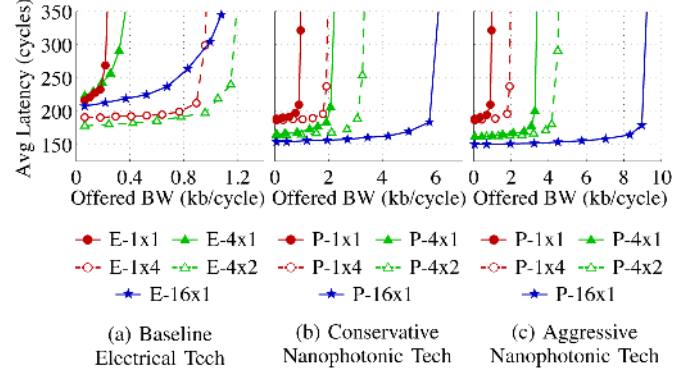 Avg Latency (cycles)
350
300
250
200
150
0 0.4 0.8 1.2 0 2 4 6 0 2 4 6 8 10
Offered BW (kb/cycle) Offered BW (kb/cycle) Offered BW (kb/cycle)
E-1x1 E-4x1 P-1x1 P-4x1 P-1x1 P-4x1
E-1x4 E-4x2 P-1x4 P-4x2 P-1x4 P-4x2
E-16x1 P-16x1 P-16x1
(a) Baseline (b) Conservative (c) Aggressive
Electrical Tech Nanophotonic Tech Nanophotonic Tech